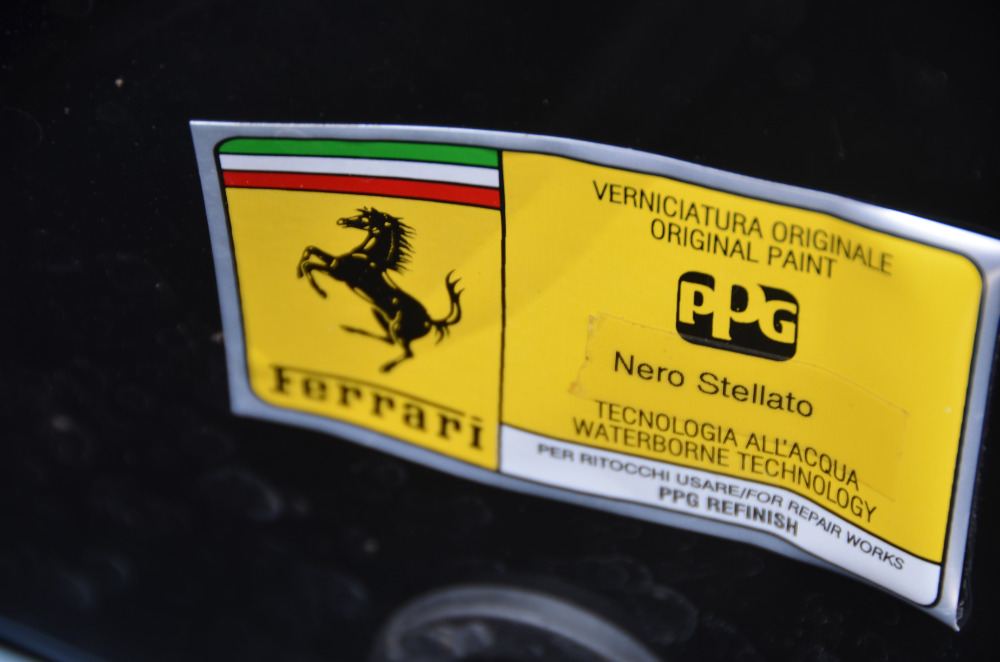 Ferrari
VERNICIATURA ORIGINALE
ORIGINAL PAINT
PPG
Nero Stellato
TECNOLOGIA ALL'ACQUA
WATERBORNE TECHNOLOGY
PER RITOCCHI USARE/FOR REPAIR WORKS
PPG REFINISH